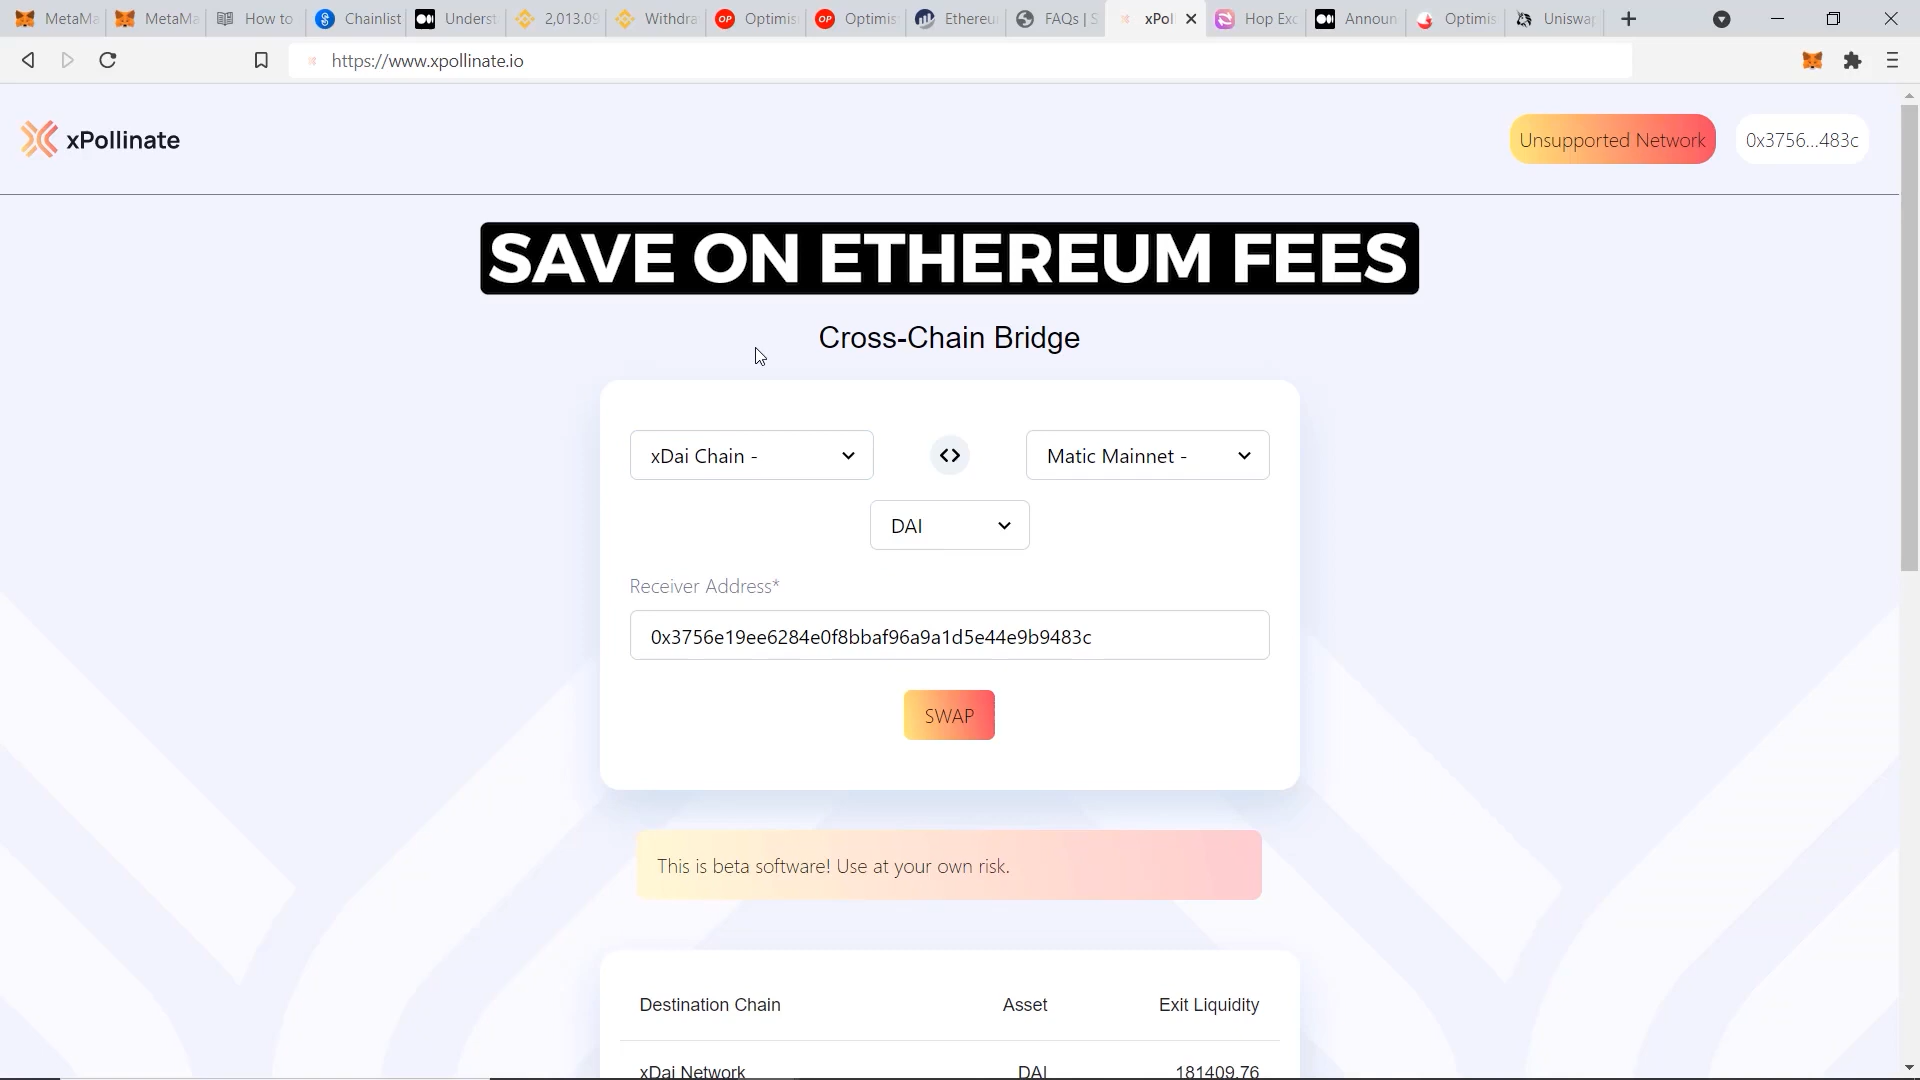 MetaMa
MetaMa
How to
Chainlist
Underst
2,013.09
Withdra
OP
Optimis
OP
Optimis
Ethereu
FAQs | S
xPol
Hop Exc
Announ
Optimis
Uniswa
https://www.xpollinate.io
xPollinate
Unsupported Network
0x3756...483c
SAVE ON ETHEREUM FEES
Cross-Chain Bridge
xDai Chain -
Matic Mainnet -
DAI
Receiver Address*
0x3756e19ee6284e0f8bbaf96a9a1d5e44e9b9483c
SWAP
This is beta software! Use at your own risk.
Destination Chain Asset Exit Liquidity
xDai Network DAI 181409.76